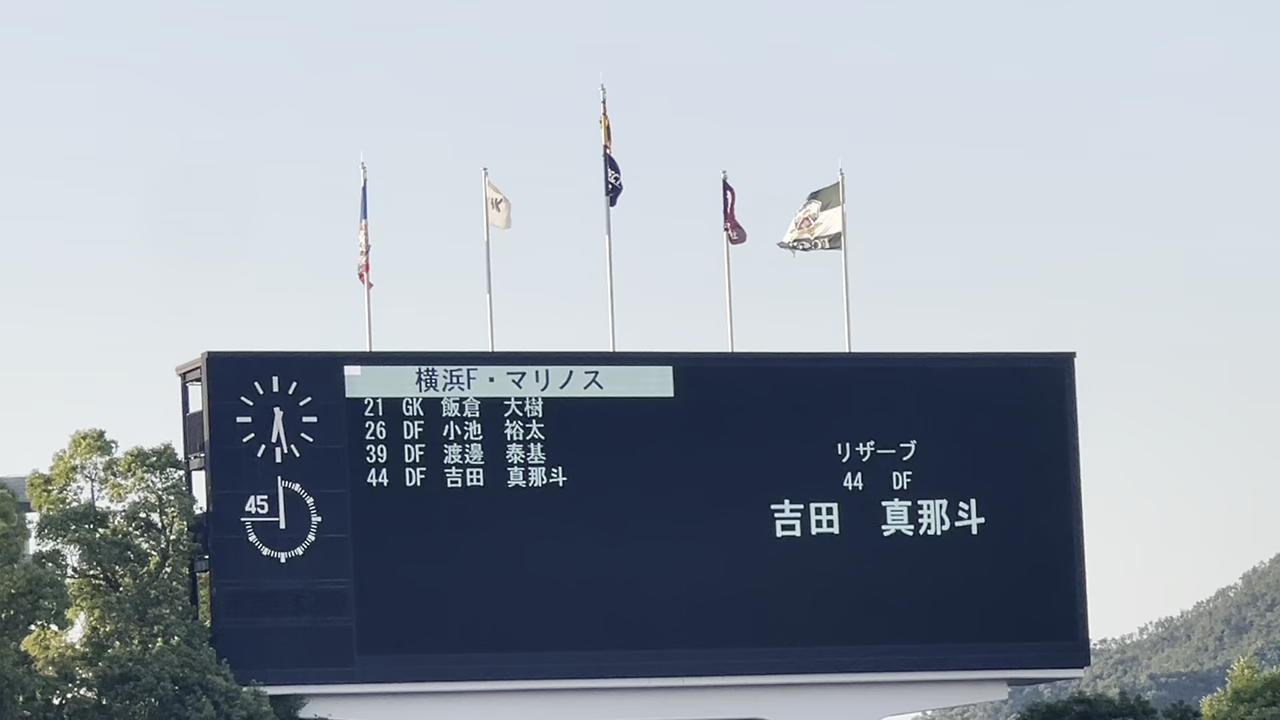 横浜F・マリノス
21 GK 飯倉 大樹
26 DF 小池 裕太
39 DF 渡邊 泰基
44 DF 吉田 真那斗
リザーブ
44 DF
吉田 真那斗
45